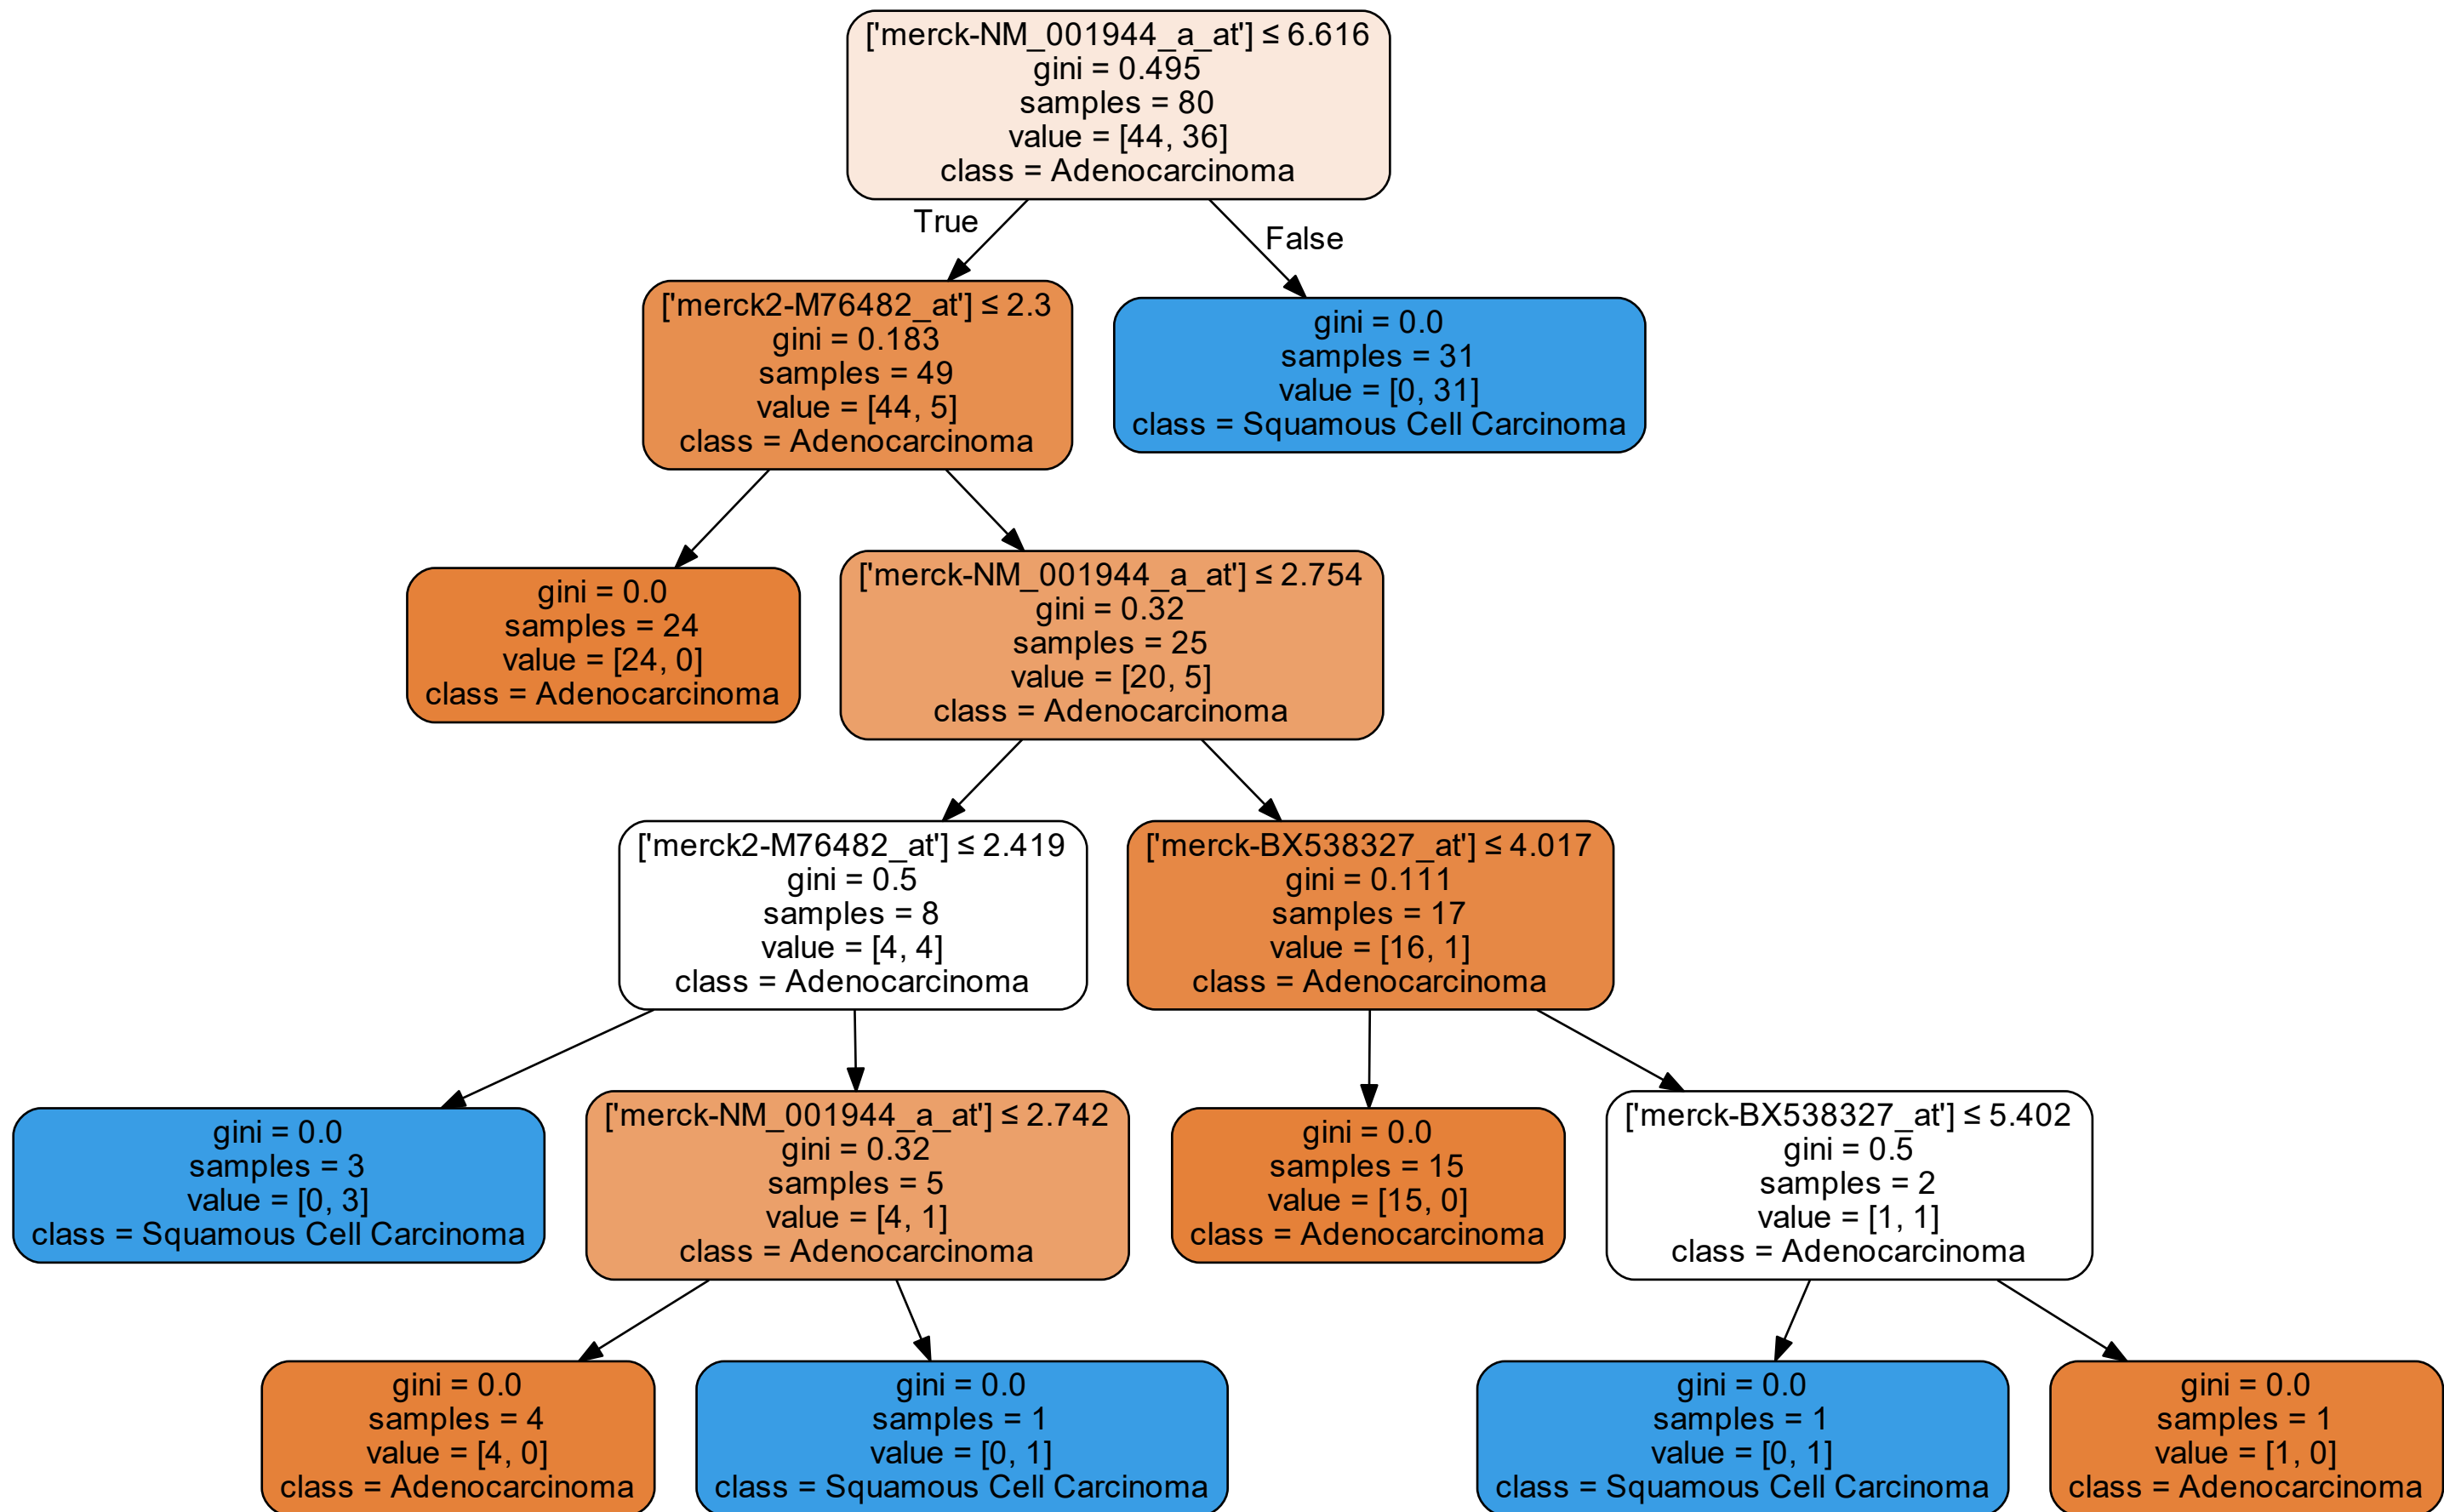 ['merck-NM_001944_a_at'] ≤ 6.616
gini = 0.495
samples = 80
value = [44, 36]
class = Adenocarcinoma
True
False
['merck2-M76482_at'] ≤ 2.3
gini = 0.183
samples = 49
value = [44, 5]
class = Adenocarcinoma
gini = 0.0
samples = 31
value = [0, 31]
class = Squamous Cell Carcinoma
gini = 0.0
samples = 24
value = [24, 0]
class = Adenocarcinoma
['merck-NM_001944_a_at'] ≤ 2.754
gini = 0.32
samples = 25
value = [20, 5]
class = Adenocarcinoma
['merck2-M76482_at'] ≤ 2.419
gini = 0.5
samples = 8
value = [4, 4]
class = Adenocarcinoma
['merck-BX538327_at'] ≤ 4.017
gini = 0.111
samples = 17
value = [16, 1]
class = Adenocarcinoma
gini = 0.0
samples = 3
value = [0, 3]
class = Squamous Cell Carcinoma
['merck-NM_001944_a_at'] ≤ 2.742
gini = 0.32
samples = 5
value = [4, 1]
class = Adenocarcinoma
gini = 0.0
samples = 15
value = [15, 0]
class = Adenocarcinoma
['merck-BX538327_at'] ≤ 5.402
gini = 0.5
samples = 2
value = [1, 1]
class = Adenocarcinoma
gini = 0.0
samples = 4
value = [4, 0]
class = Adenocarcinoma
gini = 0.0
samples = 1
value = [0, 1]
class = Squamous Cell Carcinoma
gini = 0.0
samples = 1
value = [0, 1]
class = Squamous Cell Carcinoma
gini = 0.0
samples = 1
value = [1, 0]
class = Adenocarcinoma